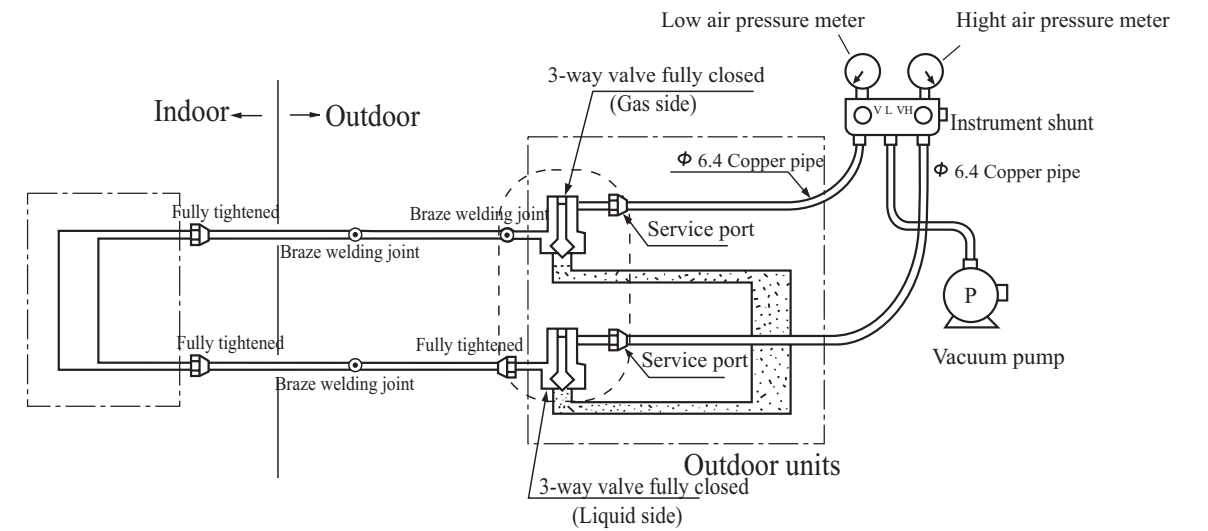 Low air pressure meter
Hight air pressure meter
3-way valve fully closed
(Gas side)
Indoor
Outdoor
V L VH
Instrument shunt
Φ 6.4 Copper pipe
Φ 6.4 Copper pipe
Fully tightened
Braze welding joint
Braze welding joint
Service port
P
Vacuum pump
Fully tightened
Fully tightened
Service port
Braze welding joint
Outdoor units
3-way valve fully closed
(Liquid side)